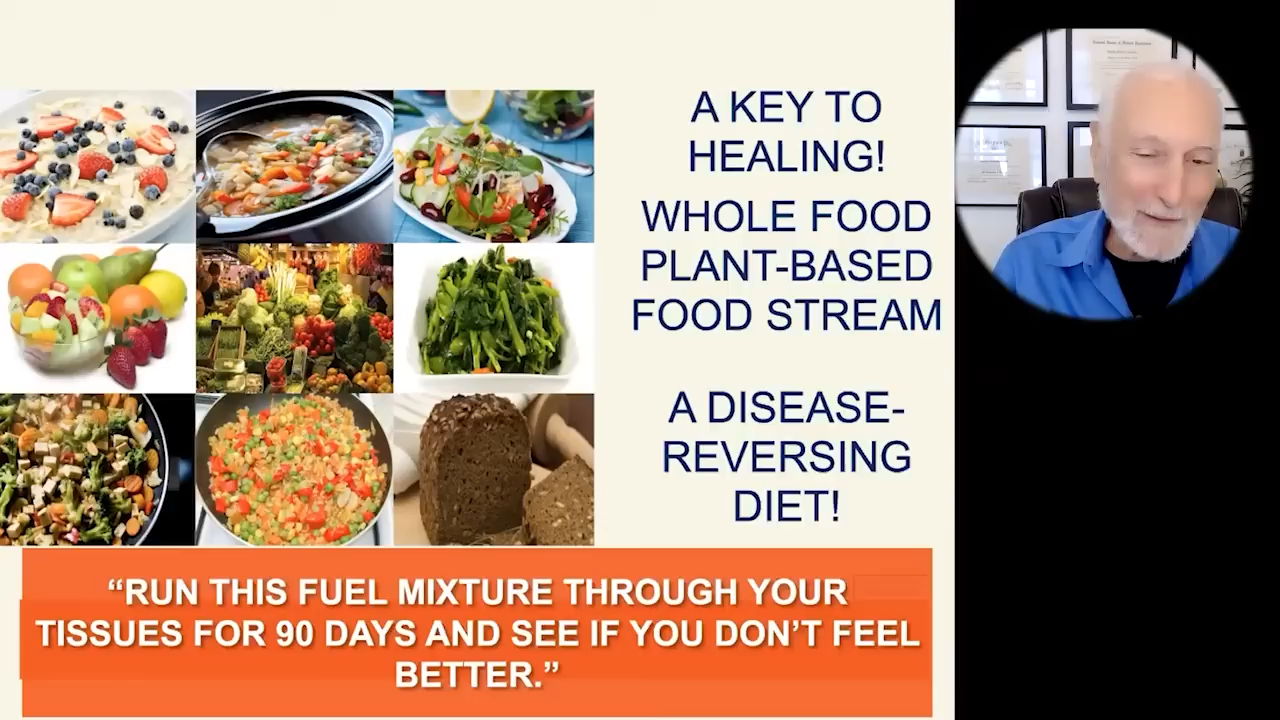 A KEY TO
HEALING!
WHOLE FOOD
PLANT-BASED
FOOD STREAM
A DISEASE-
REVERSING
DIET!
“RUN THIS FUEL MIXTURE THROUGH YOUR
TISSUES FOR 90 DAYS AND SEE IF YOU DON’T FEEL
BETTER.”